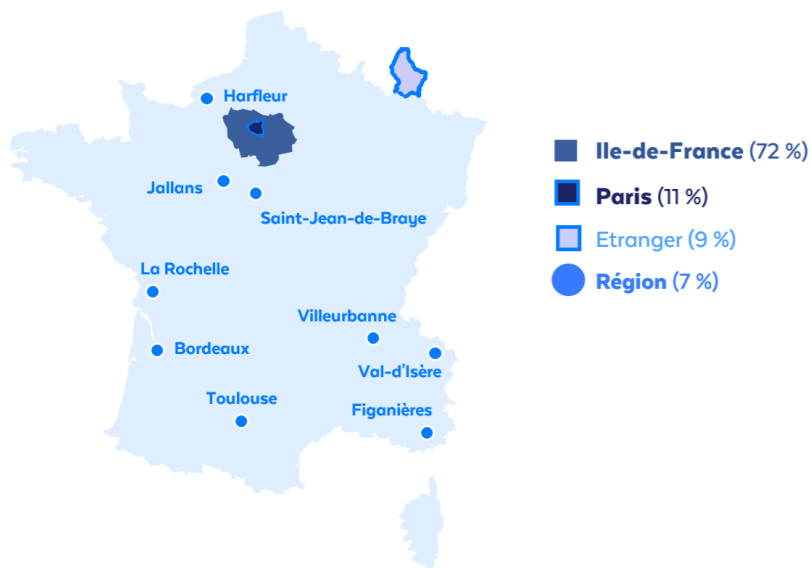 Harfleur
Jallans
Saint-Jean-de-Braye
La Rochelle
Villeurbanne
Bordeaux
Val-d'Isère
Toulouse
Figanières
Ile-de-France (72 %)
Paris (11 %)
Etranger (9 %)
Région (7 %)